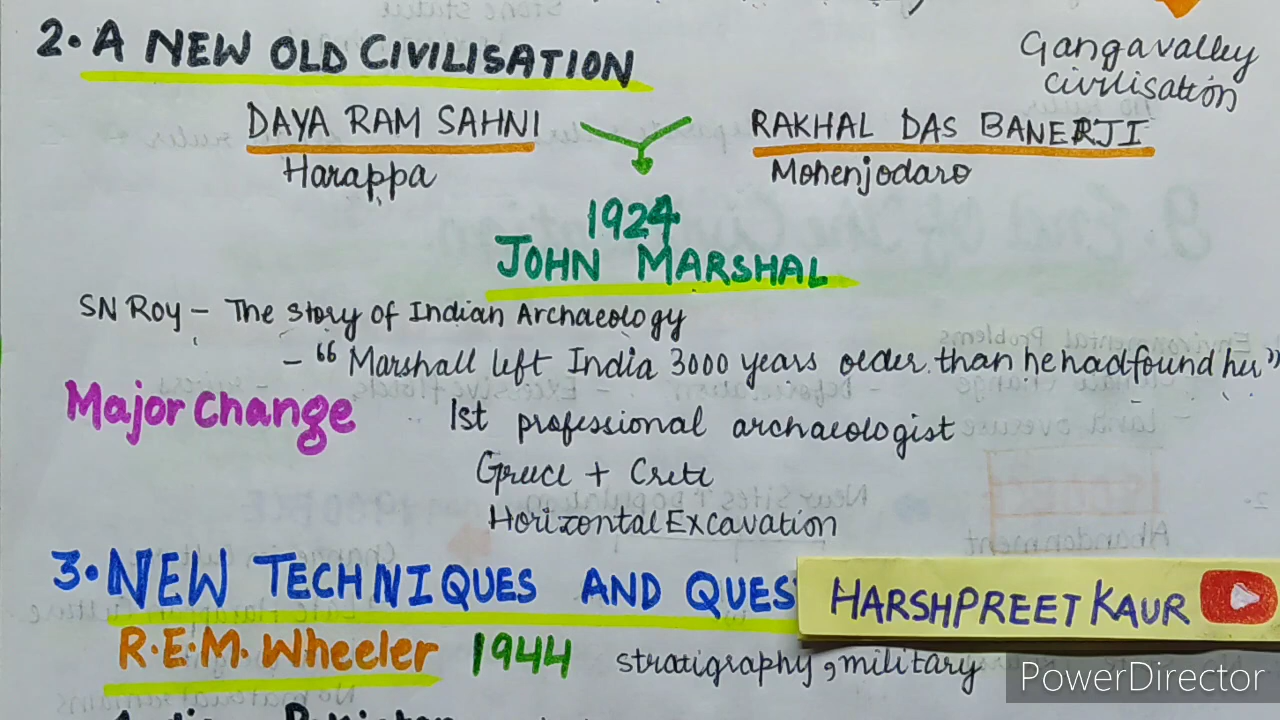 2. A NEW OLD CIVILISATION
Gangavalley
civilisation
DAYA RAM SAHNI
RAKHAL DAS BANERJI
Harappa
Mohenjodaro
1924
JOHN MARSHAL
SN Roy – The story of Indian Archaeology
– "Marshall left India 3000 years older than he had found her"
Major change
1st professional archaeologist
Greece + Crete
Horizontal Excavation
3. NEW TECHNIQUES AND QUES
HARSHPREET KAUR
R.E.M. Wheeler 1944 stratigraphy, military
PowerDirector